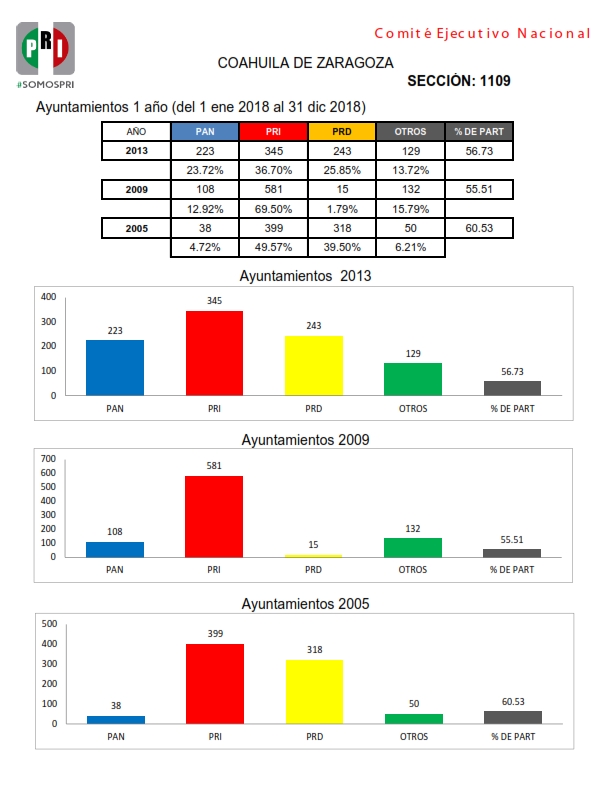 PRI
#SOMOSPRI
Comité Ejecutivo Nacional
COAHUILA DE ZARAGOZA
SECCIÓN: 1109
Ayuntamientos 1 año (del 1 ene 2018 al 31 dic 2018)
AÑO PAN PRI PRD OTROS % DE PART
2013 223 345 243 129 56.73
23.72% 36.70% 25.85% 13.72%
2009 108 581 15 132 55.51
12.92% 69.50% 1.79% 15.79%
2005 38 399 318 50 60.53
4.72% 49.57% 39.50% 6.21%
Ayuntamientos 2013
400
300
200
100
0
223 345 243 129 56.73
PAN PRI PRD OTROS % DE PART
Ayuntamientos 2009
700
600
500
400
300
200
100
0
108 581 15 132 55.51
PAN PRI PRD OTROS % DE PART
Ayuntamientos 2005
500
400
300
200
100
0
38 399 318 50 60.53
PAN PRI PRD OTROS % DE PART